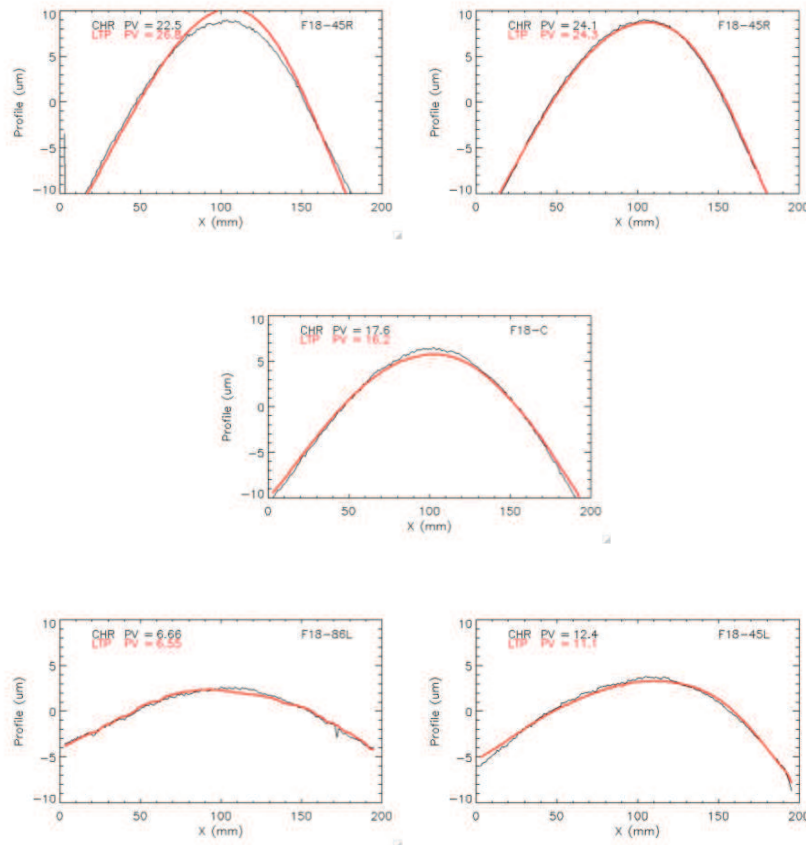 CHR PV = 22.5 F18-45R
LTP PV = 26.8
10
5
0
-5
-10
Profile (um)
0 50 100 150 200
X (mm)
CHR PV = 24.1 F18-45R
LTP PV = 24.3
10
5
0
-5
-10
Profile (um)
0 50 100 150 200
X (mm)
CHR PV = 17.6 F18-C
LTP PV = 16.2
10
5
0
-5
-10
Profile (um)
0 50 100 150 200
X (mm)
CHR PV = 6.66 F18-86L
LTP PV = 6.55
10
5
0
-5
-10
Profile (um)
0 50 100 150 200
X (mm)
CHR PV = 12.4 F18-45L
LTP PV = 11.1
10
5
0
-5
-10
Profile (um)
0 50 100 150 200
X (mm)